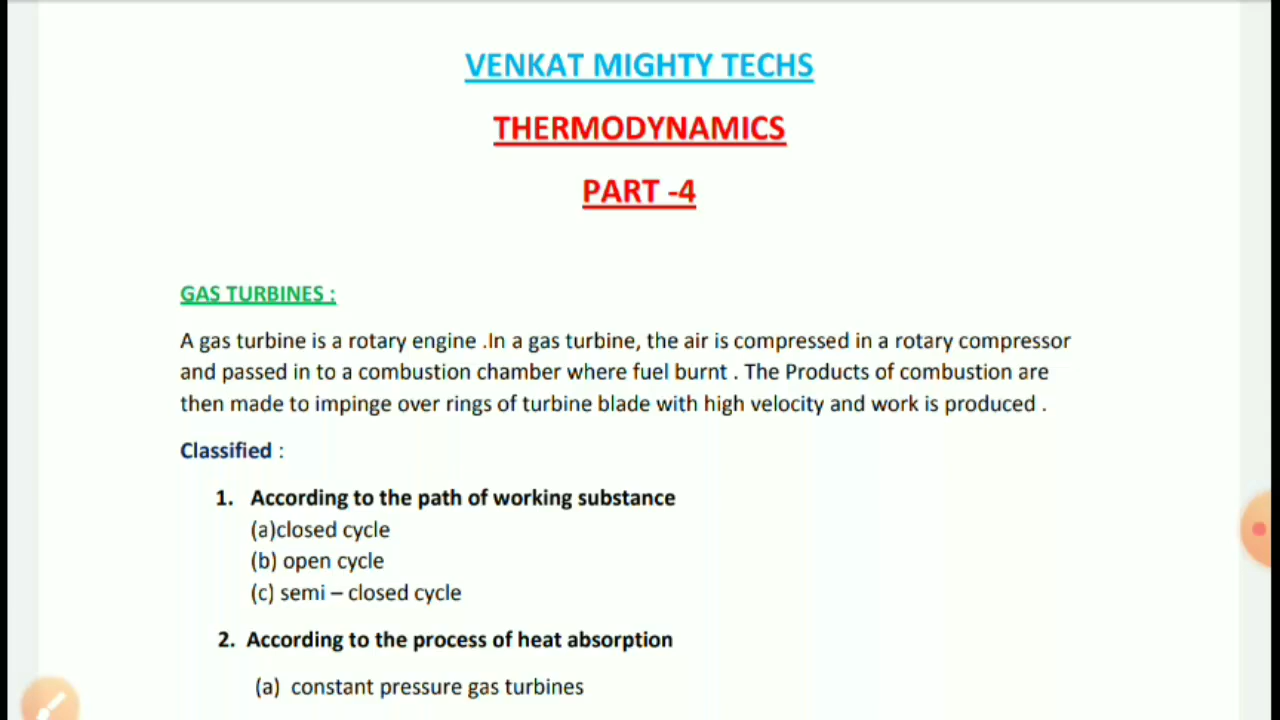 VENKAT MIGHTY TECHS
THERMODYNAMICS
PART -4
GAS TURBINES :
A gas turbine is a rotary engine .In a gas turbine, the air is compressed in a rotary compressor
and passed in to a combustion chamber where fuel burnt . The Products of combustion are
then made to impinge over rings of turbine blade with high velocity and work is produced .
Classified :
1. According to the path of working substance
(a)closed cycle
(b) open cycle
(c) semi – closed cycle
2. According to the process of heat absorption
(a) constant pressure gas turbines